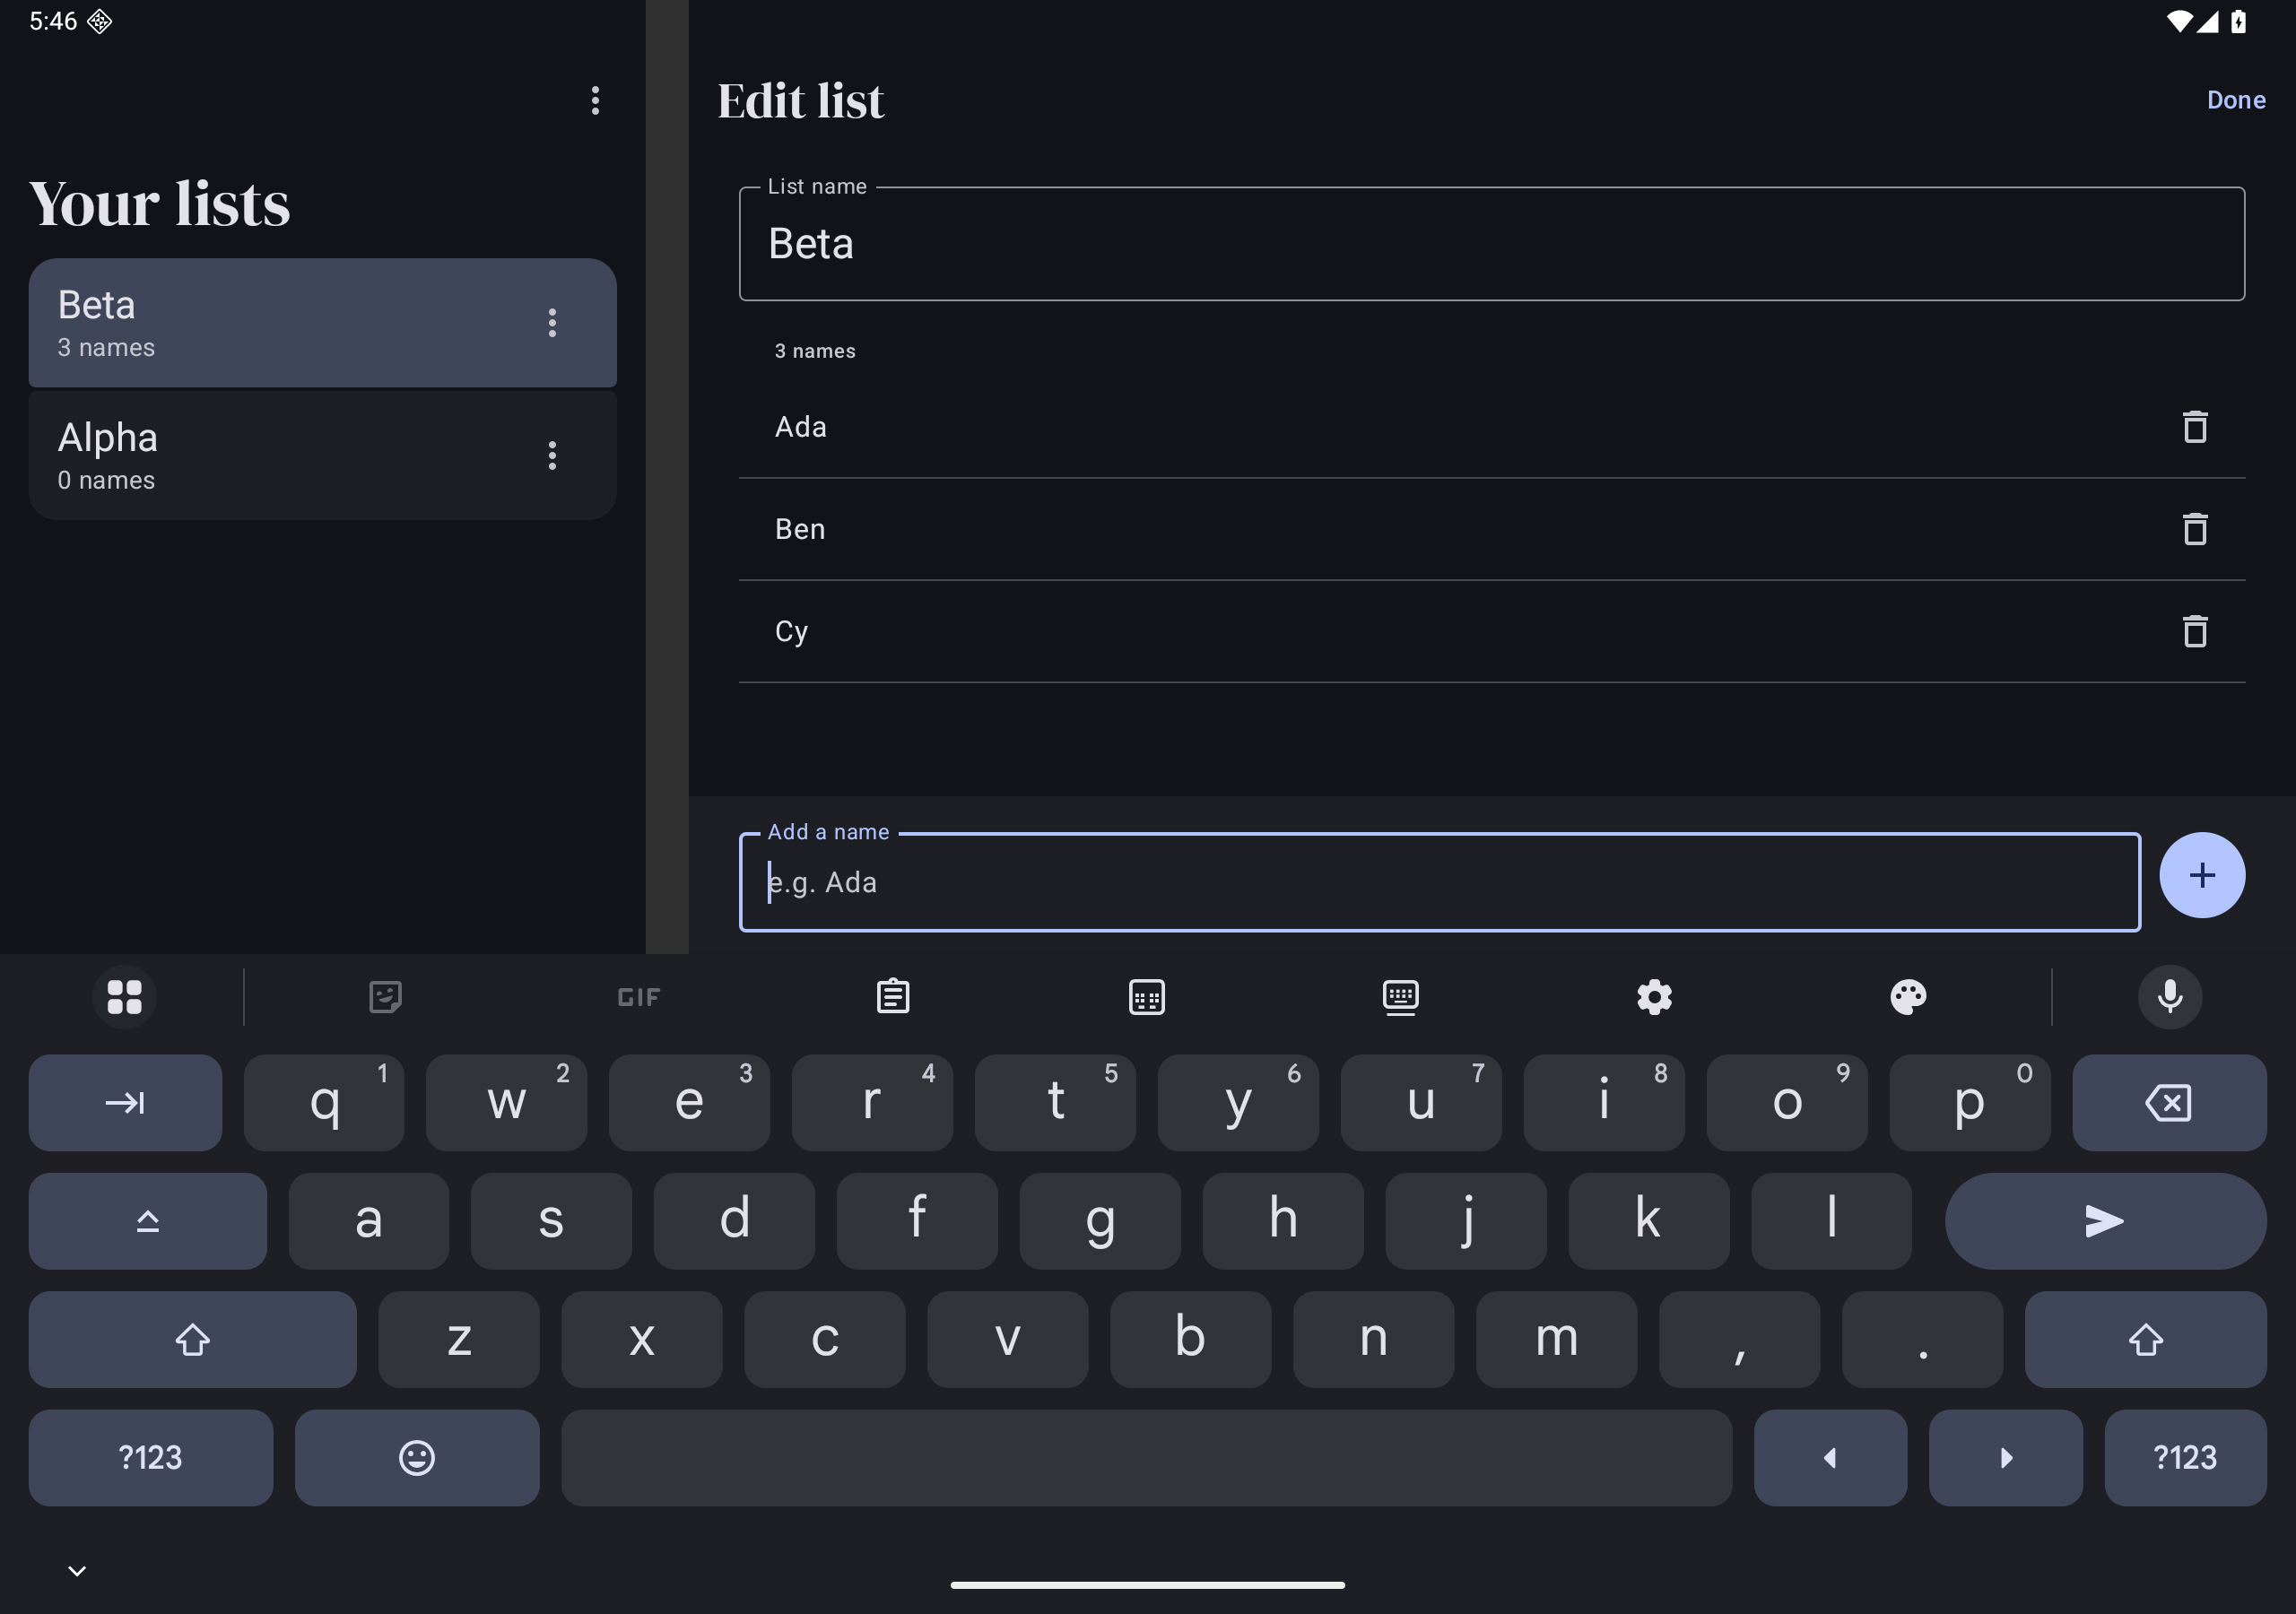 5:46
Your lists
Beta
3 names
Alpha
0 names
Edit list
Done
List name
Beta
3 names
Ada
Ben
Cy
Add a name
e.g. Ada
GIF
q 1 w 2 e 3 r 4 t 5 y 6 u 7 i 8 o 9 p 0
a s d f g h j k l
z x c v b n m , .
?123 ?123